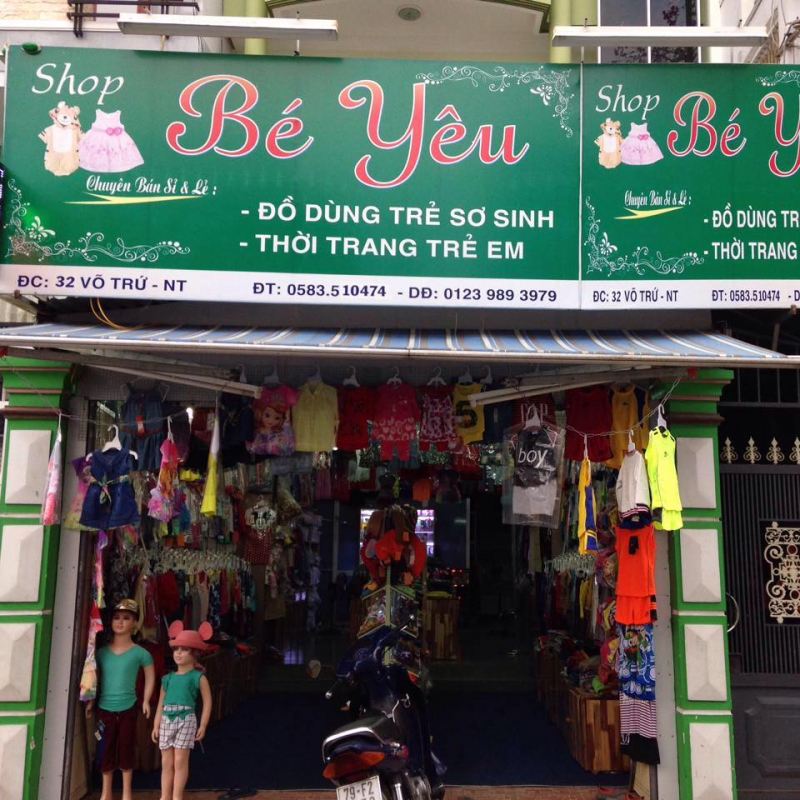 Shop
Bé Yêu
Chuyên Bán Sỉ & Lẻ :
- ĐỒ DÙNG TRẺ SƠ SINH
- THỜI TRANG TRẺ EM
ĐC: 32 VÕ TRỨ - NT
ĐT: 0583.510474 - DĐ: 0123 989 3979
Shop
Bé Y
Chuyên Bán Sỉ & Lẻ :
- ĐỒ DÙNG TR
- THỜI TRANG
ĐC: 32 VÕ TRỨ - NT
ĐT: 0583.510474 - D
boy
5
79-F2